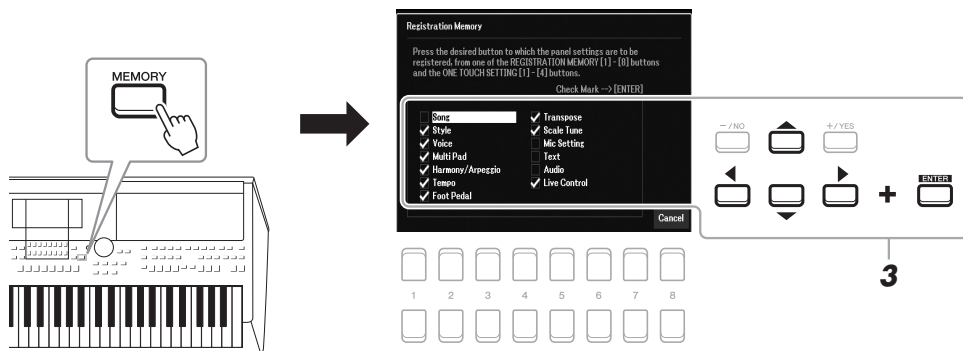 MEMORY
Registration Memory
Press the desired button to which the panel settings are to be
registered, from one of the REGISTRATION MEMORY [1] - [8] buttons
and the ONE TOUCH SETTING [1] - [4] buttons.
Check Mark --> [ENTER]
Song
Style
Voice
Multi Pad
Harmony/Arpeggio
Tempo
Foot Pedal
Transpose
Scale Tune
Mic Setting
Text
Audio
Live Control
Cancel
1 2 3 4 5 6 7 8
–/NO
+/YES
+
ENTER
3